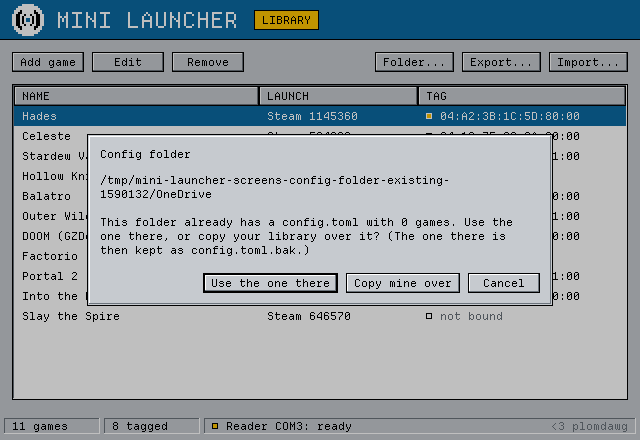 MINI LAUNCHER LIBRARY
Add game Edit Remove Folder... Export... Import...
NAME LAUNCH TAG
Hades Steam 1145360 04:A2:3B:1C:5D:80:00
Celeste
Stardew
Hollow
Balatro
Outer
DOOM
Factorio
Portal 2
Into the
Slay the Spire Steam 646570 not bound
Config folder
/tmp/mini-launcher-screens-config-folder-existing-
1590132/OneDrive
This folder already has a config.toml with 0 games. Use the
one there, or copy your library over it? (The one there is
then kept as config.toml.bak.)
Use the one there Copy mine over Cancel
11 games 8 tagged Reader COM3: ready <3 plomdawg